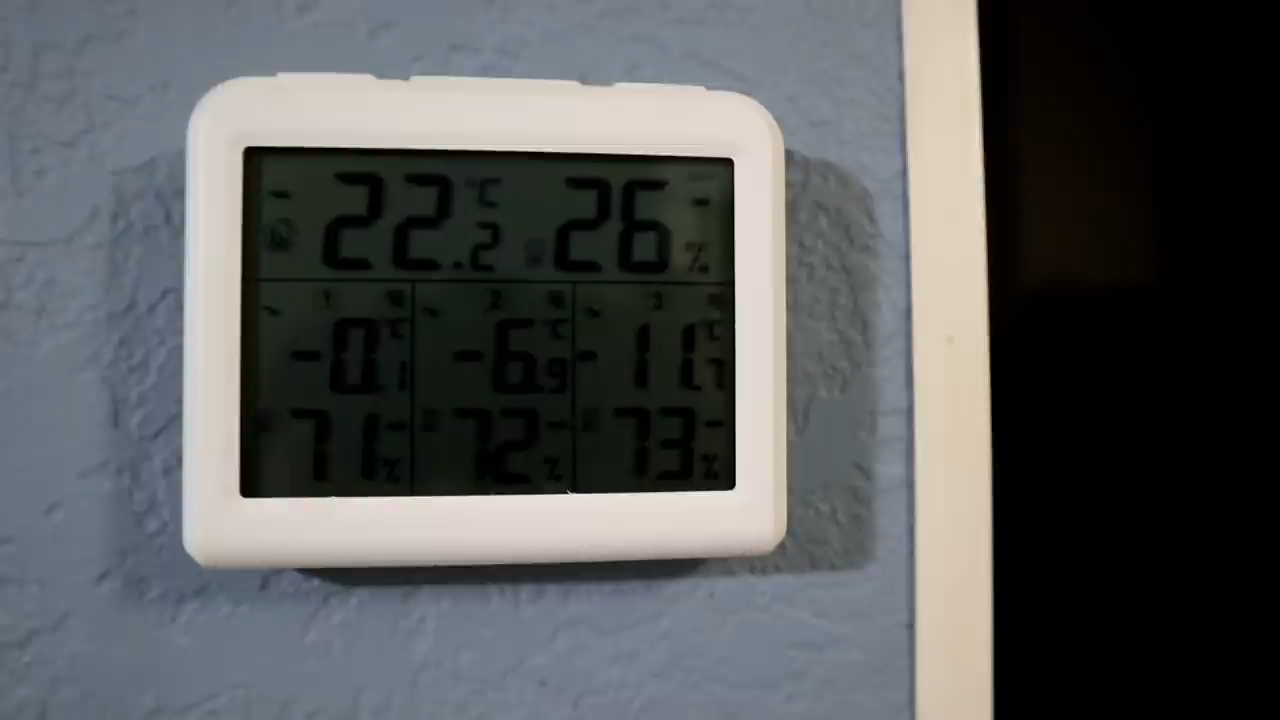 22.2 °C 26 %
1 2 3
-0.1 °C -6.9 °C -11.7 °C
71 % 72 % 73 %